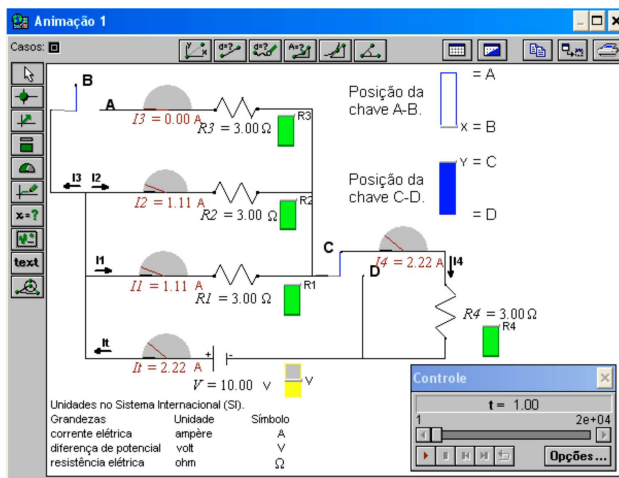 Animação 1
Casos:
y x d=? d=? A=?
B
A
I3 = 0.00 A
R3 = 3.00 Ω
R3
Posição da
chave A-B.
= A
x = B
I3 I2
I2 = 1.11 A
R2 = 3.00 Ω
R2
Posição da
chave C-D.
Y = C
= D
x=?
text
I1
I1 = 1.11 A
R1 = 3.00 Ω
R1
C
D
I4 = 2.22 A
I4
R4 = 3.00 Ω
R4
It
It = 2.22 A
+ -
V = 10.00 V
V
Unidades no Sistema Internacional (SI).
Grandezas Unidade Símbolo
corrente elétrica ampère A
diferença de potencial volt V
resistência elétrica ohm Ω
Controle
t = 1.00
1 2e+04
Opções...